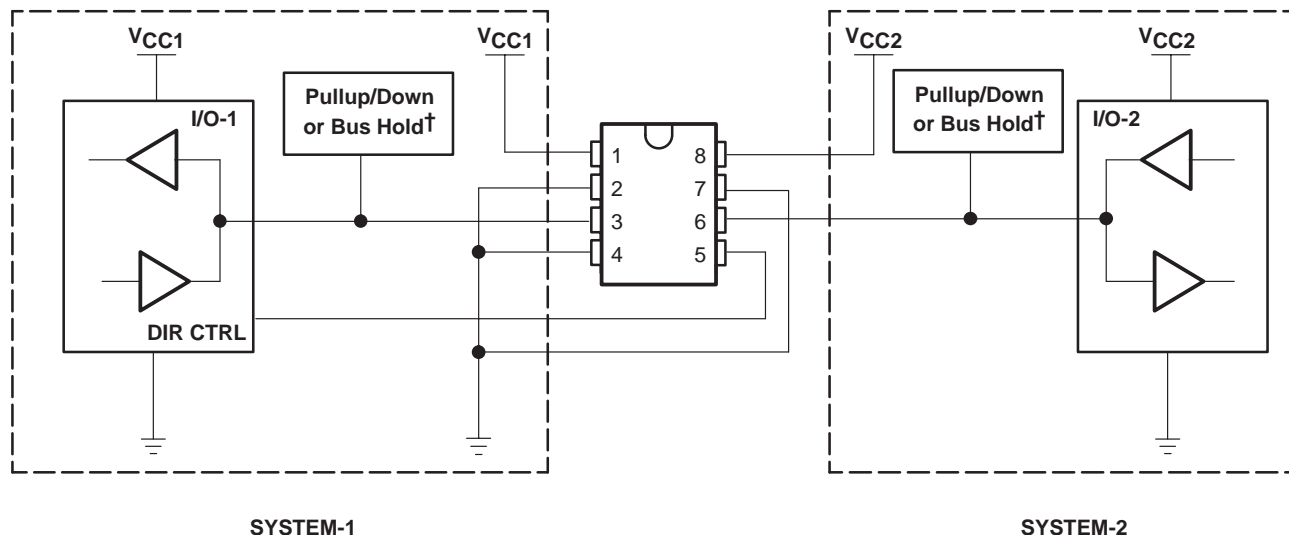 VCC1
VCC1
VCC2
VCC2
Pullup/Down
or Bus Hold†
Pullup/Down
or Bus Hold†
I/O-1
I/O-2
1
8
2
7
3
6
4
5
DIR CTRL
SYSTEM-1
SYSTEM-2